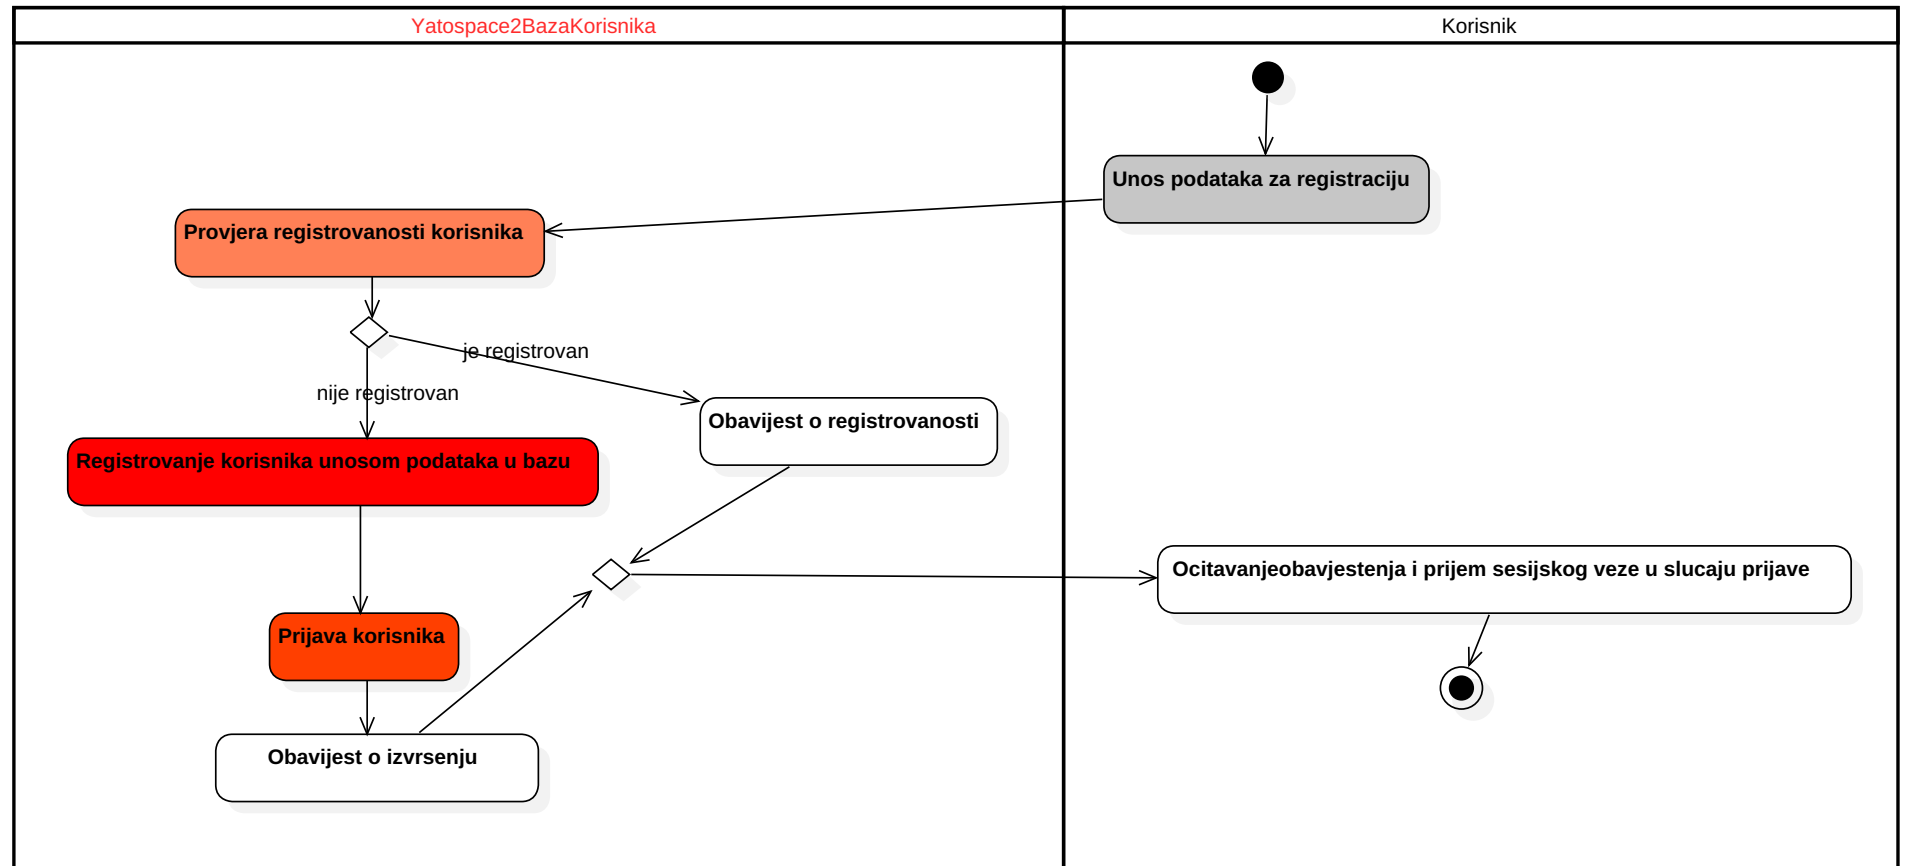 Yatospace2BazaKorisnika
Korisnik
Unos podataka za registraciju
Provjera registrovanosti korisnika
je registrovan
nije registrovan
Obavijest o registrovanosti
Registrovanje korisnika unosom podataka u bazu
Ocitavanjeobavjestenja i prijem sesijskog veze u slucaju prijave
Prijava korisnika
Obavijest o izvrsenju